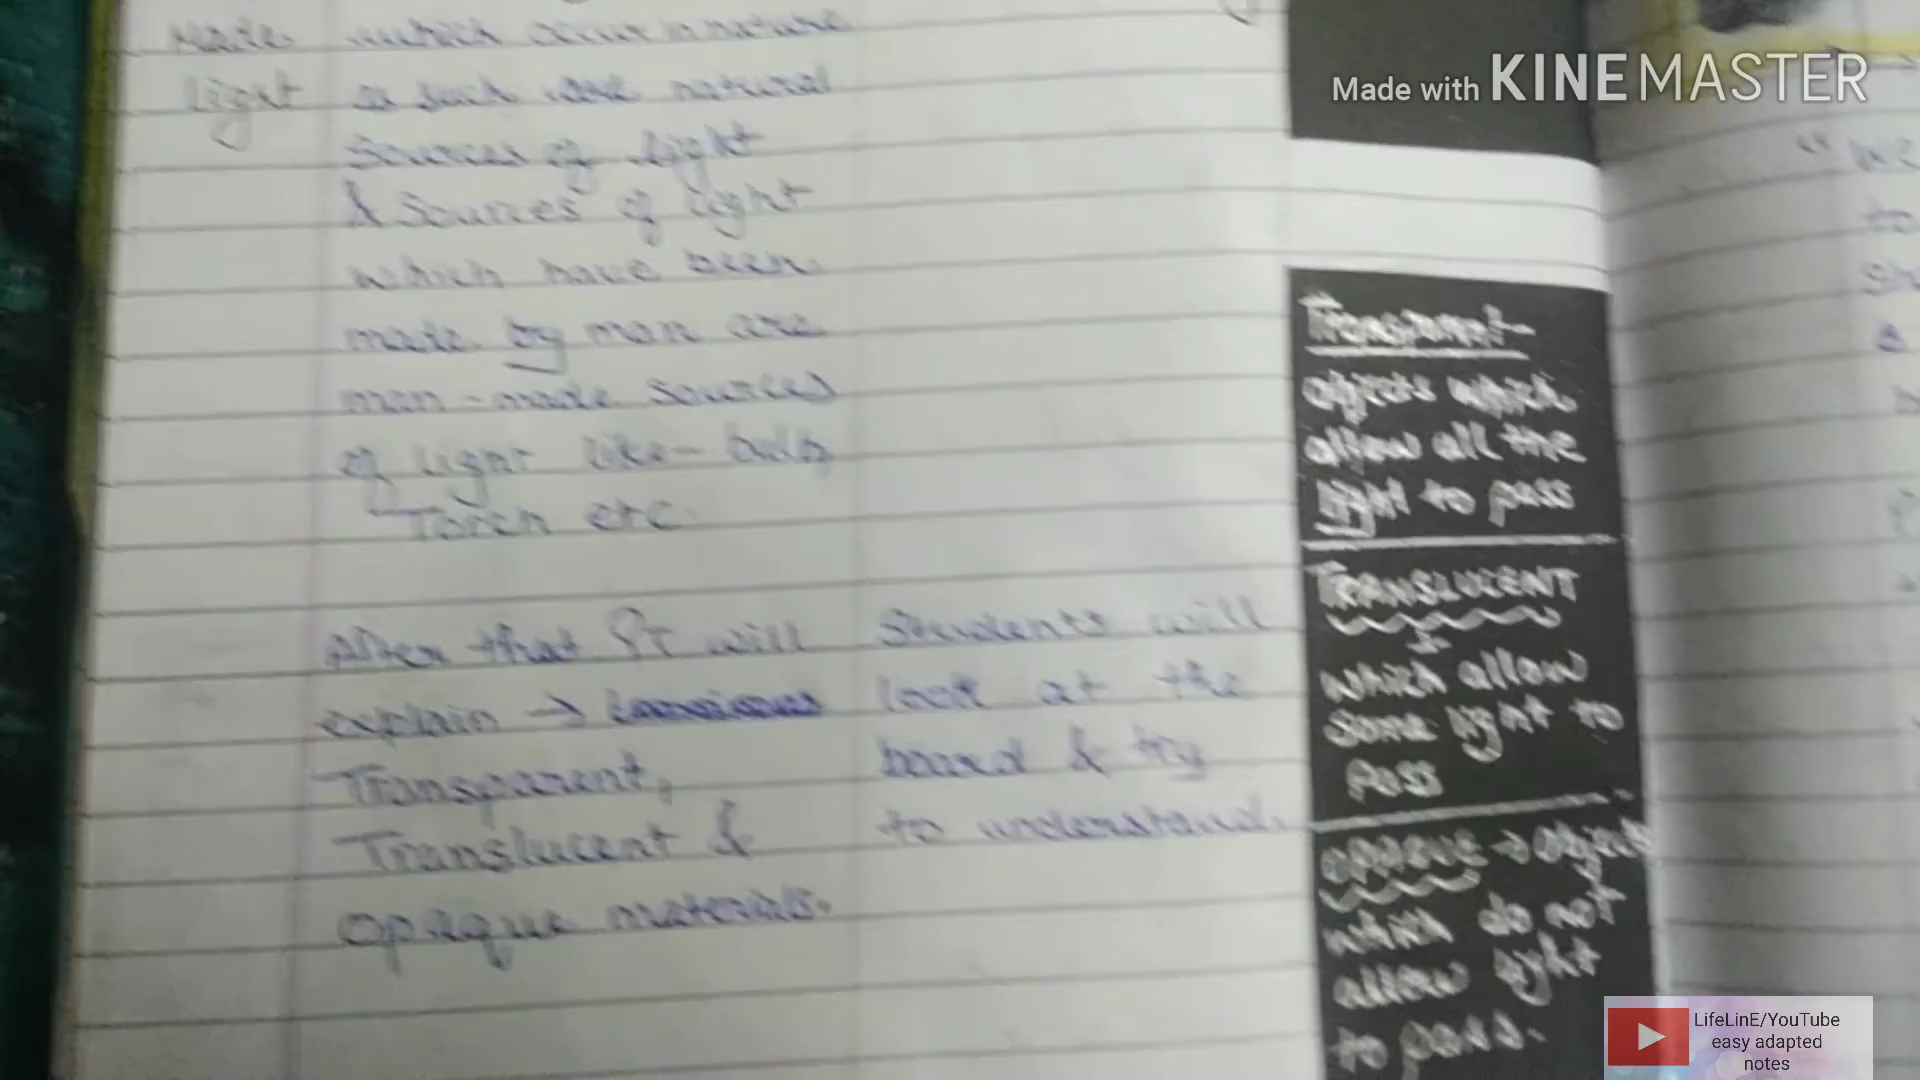 Made which occur in nature
light as such are natural
sources of light
& sources of light
which have been
made by man are
man-made sources
of light like- bulb,
Torch etc.
After that PT will
explain →
Transparent,
Translucent &
opaque materials.
Students will
look at the
board & try
to understand.
Transparent-
objects which
allow all the
light to pass
TRANSLUCENT
which allow
some light to
pass
OPAQUE → objects
which do not
allow light
to pass.
Made with KINEMASTER
LifeLinE/YouTube
easy adapted
notes